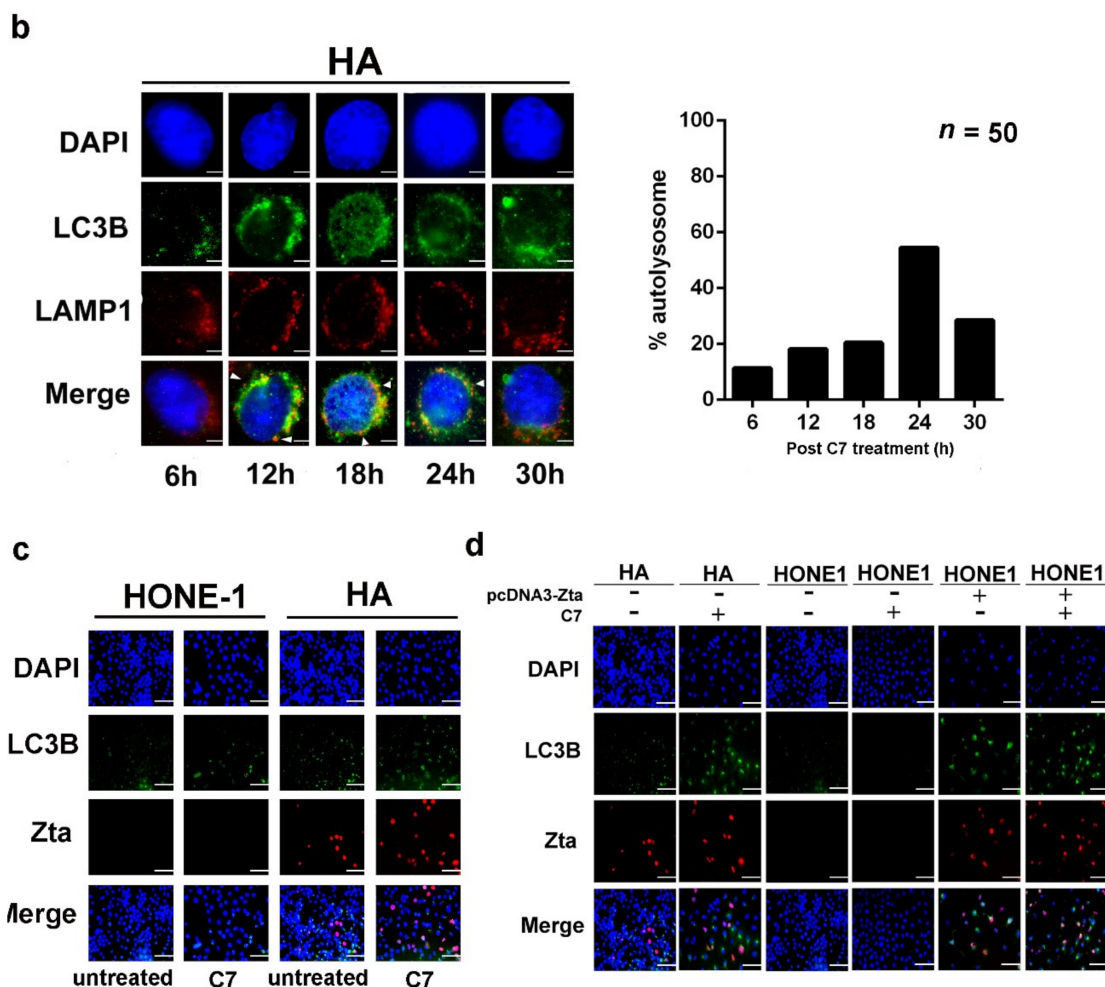 b
HA
DAPI
LC3B
LAMP1
Merge
6h 12h 18h 24h 30h
n = 50
% autolysosome
100
80
60
40
20
0
6 12 18 24 30
Post C7 treatment (h)
c
HONE-1 HA
DAPI
LC3B
Zta
Merge
untreated C7 untreated C7
d
HA HA HONE1 HONE1 HONE1 HONE1
pcDNA3-Zta - - - - + +
C7 - + - + - +
DAPI
LC3B
Zta
Merge